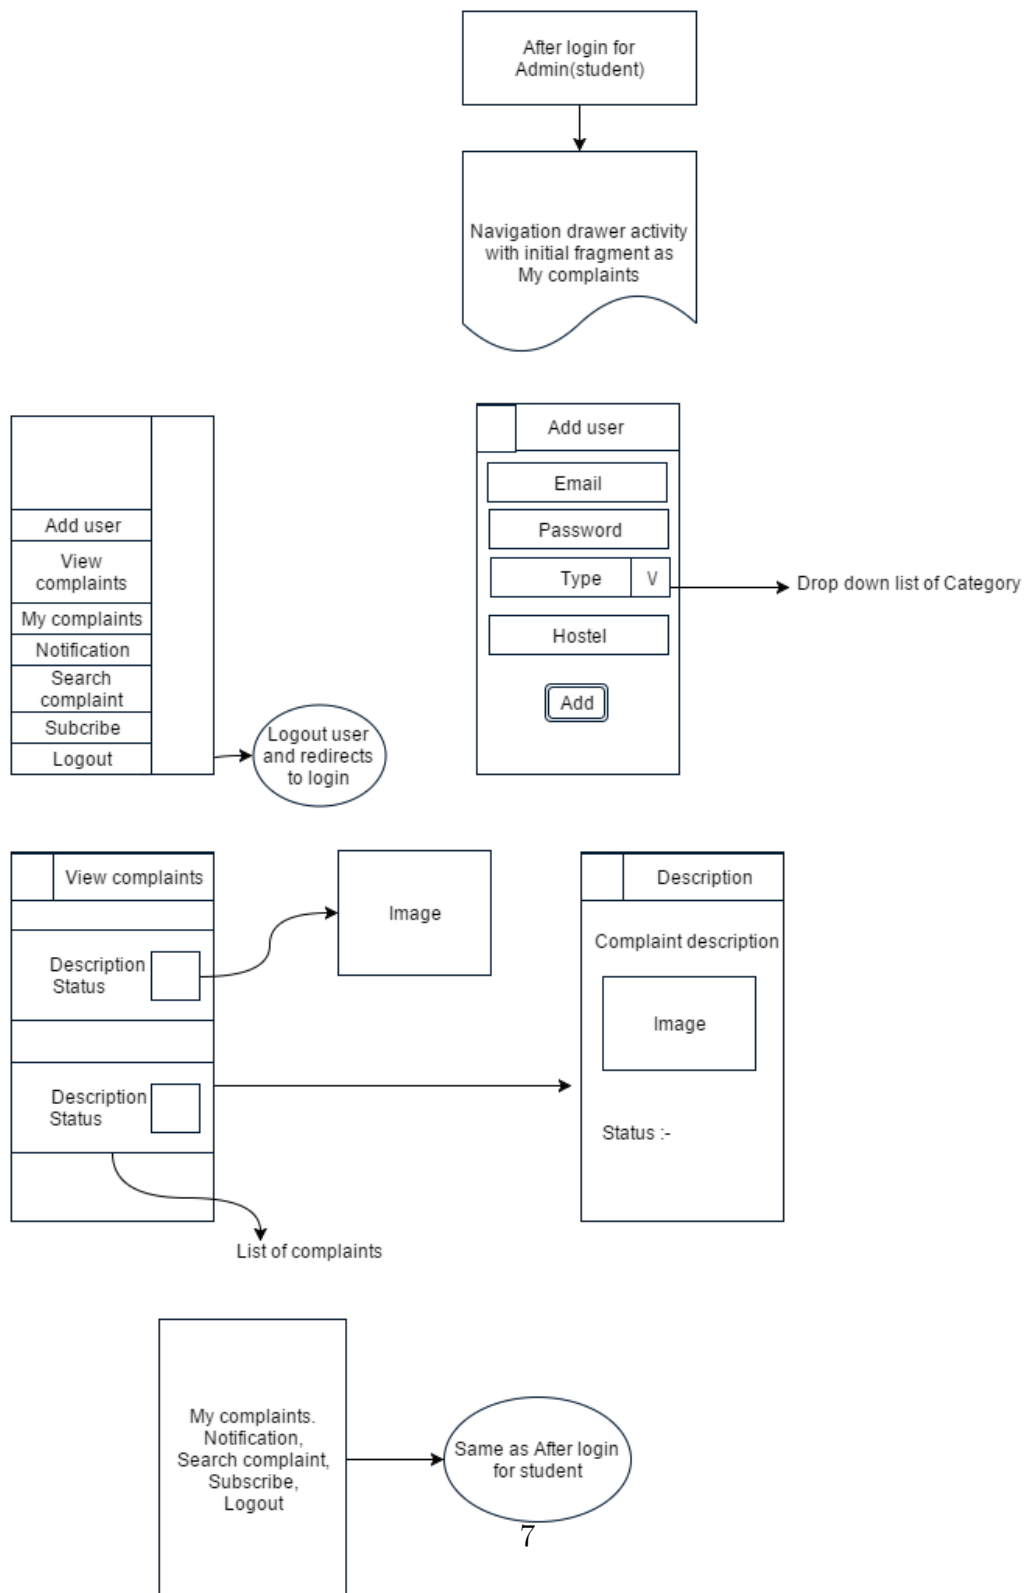 After login for
Admin(student)
Navigation drawer activity
with initial fragment as
My complaints
Add user
View
complaints
My complaints
Notification
Search
complaint
Subcribe
Logout
Logout user
and redirects
to login
Add user
Email
Password
Type
V
Drop down list of Category
Hostel
Add
View complaints
Description
Status
Image
Description
Status
List of complaints
Description
Complaint description
Image
Status :-
My complaints.
Notification,
Search complaint,
Subscribe,
Logout
Same as After login
for student
7